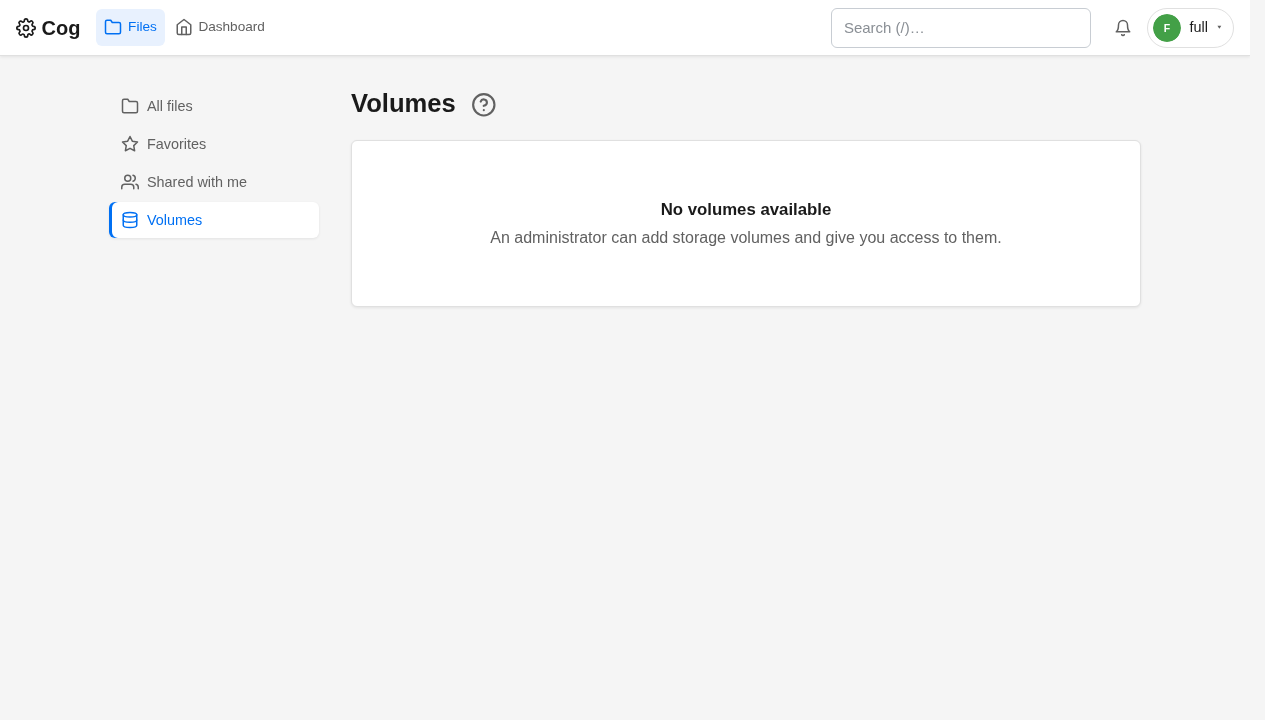 Cog
Files
Dashboard
Search (/)…
F
full
All files
Favorites
Shared with me
Volumes
Volumes
No volumes available
An administrator can add storage volumes and give you access to them.